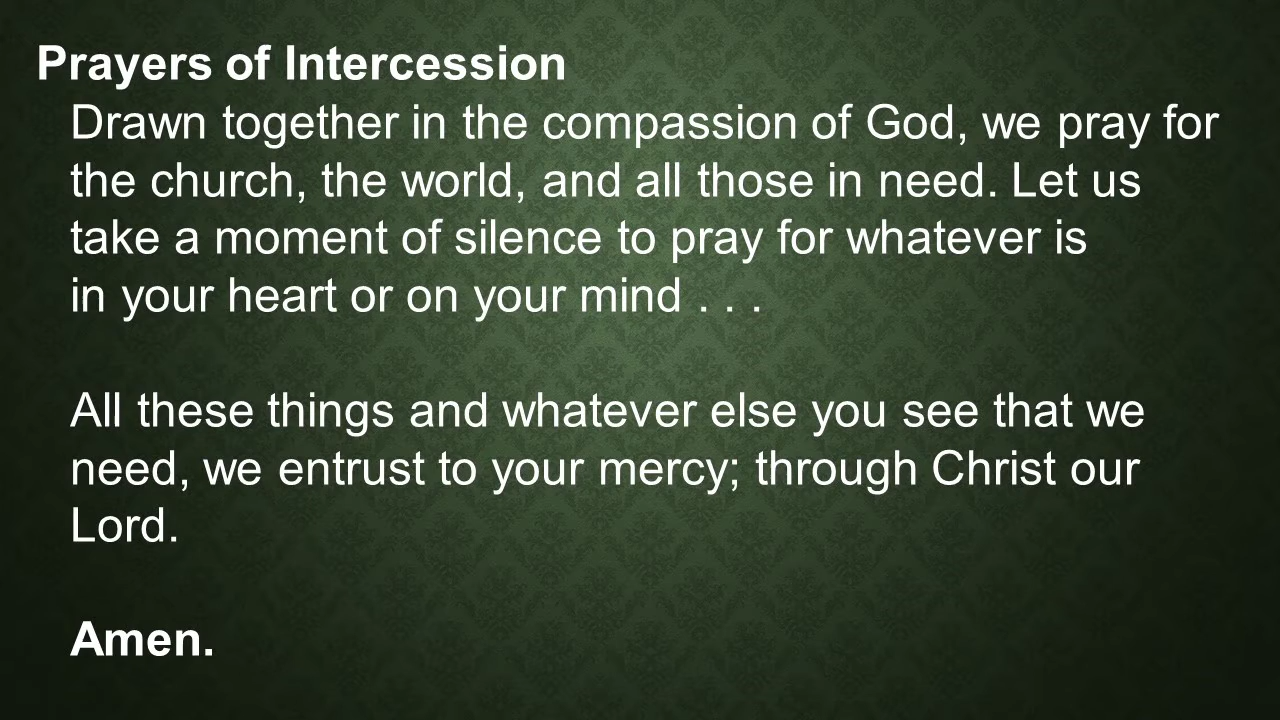 Prayers of Intercession
Drawn together in the compassion of God, we pray for
the church, the world, and all those in need. Let us
take a moment of silence to pray for whatever is
in your heart or on your mind . . .
All these things and whatever else you see that we
need, we entrust to your mercy; through Christ our
Lord.
Amen.